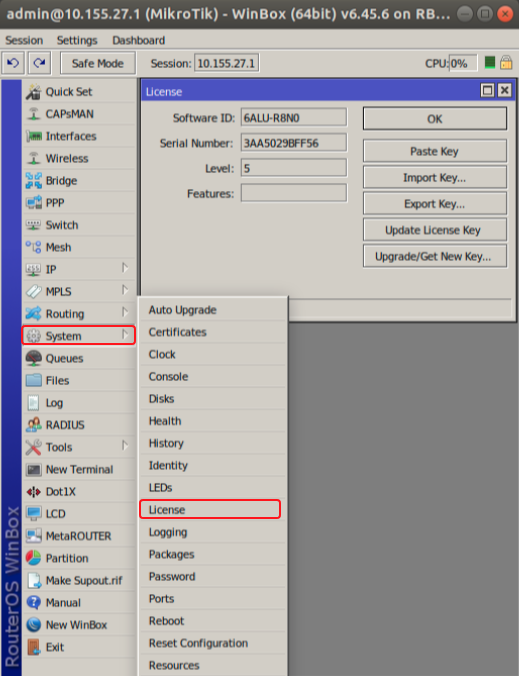 admin@10.155.27.1 (MikroTik) - WinBox (64bit) v6.45.6 on RB...
Session Settings Dashboard
Safe Mode Session: 10.155.27.1 CPU: 0%
Quick Set
CAPsMAN
Interfaces
Wireless
Bridge
PPP
Switch
Mesh
IP
MPLS
Routing
System
Queues
Files
Log
RADIUS
Tools
New Terminal
Dot1X
LCD
MetaROUTER
Partition
Make Supout.rif
Manual
New WinBox
Exit
RouterOS WinBox
License
Software ID: 6ALU-R8N0
Serial Number: 3AA5029BFF56
Level: 5
Features:
OK
Paste Key
Import Key...
Export Key...
Update License Key
Upgrade/Get New Key...
Auto Upgrade
Certificates
Clock
Console
Disks
Health
History
Identity
LEDs
License
Logging
Packages
Password
Ports
Reboot
Reset Configuration
Resources